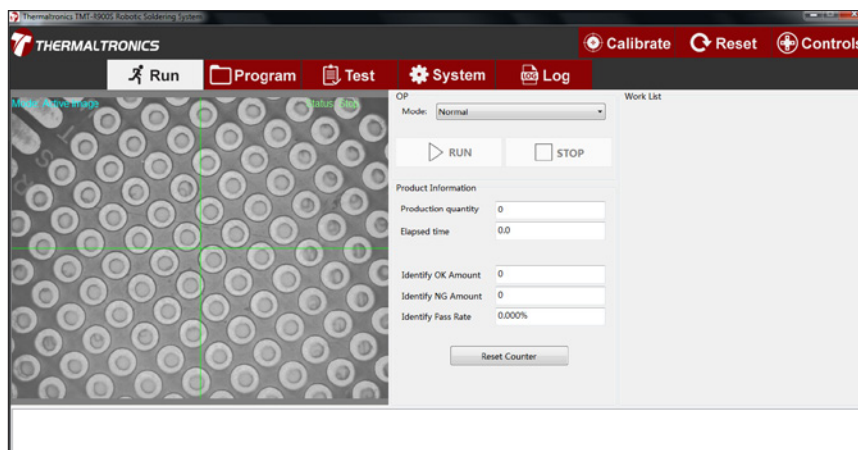 Thermaltronics TMT-R9000S Robotic Soldering System
THERMALTRONICS
Calibrate Reset Controls
Run Program Test System LOG Log
Mode: Active Image Status: Stop
OP
Mode: Normal
RUN STOP
Work List
Product Information
Production quantity 0
Elapsed time 0.0
Identify OK Amount 0
Identify NG Amount 0
Identify Pass Rate 0.000%
Reset Counter